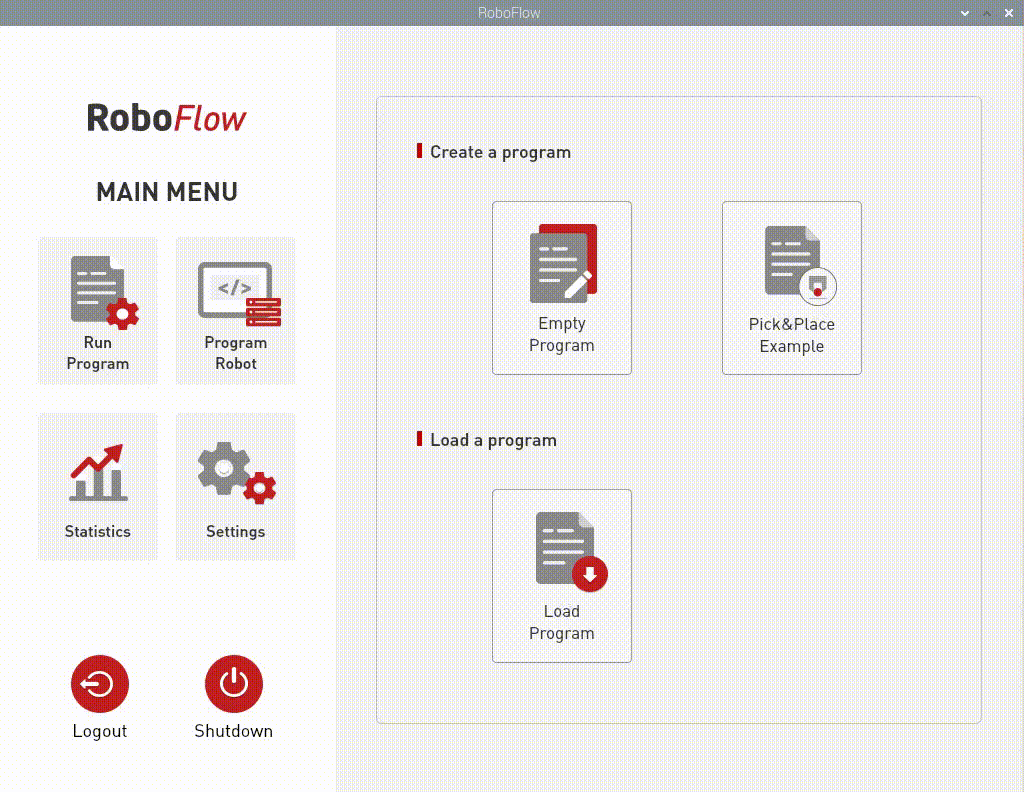 RoboFlow
RoboFlow
MAIN MENU
Run
Program
</>
Program
Robot
Statistics
Settings
Logout
Shutdown
Create a program
Empty
Program
Pick&Place
Example
Load a program
Load
Program